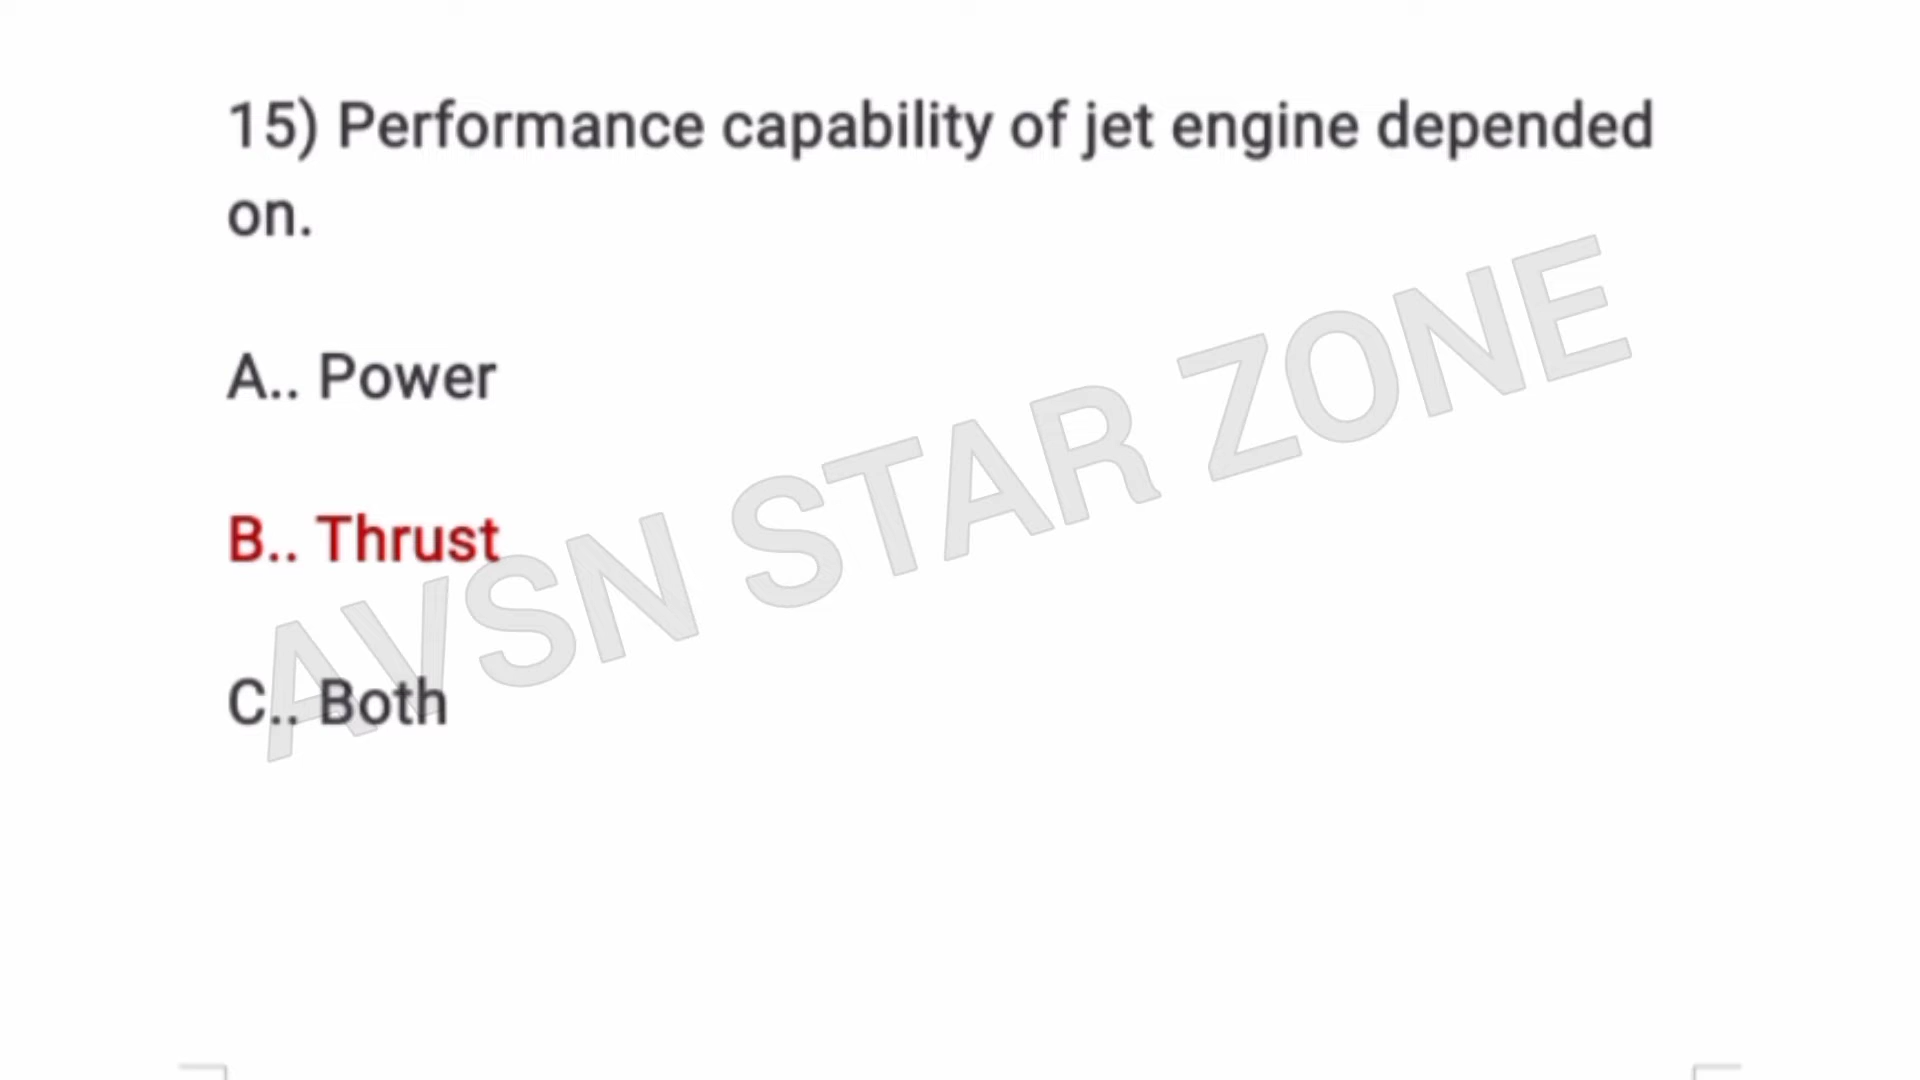 15) Performance capability of jet engine depended
on.
A.. Power
B.. Thrust
C.. Both
AVSN STAR ZONE